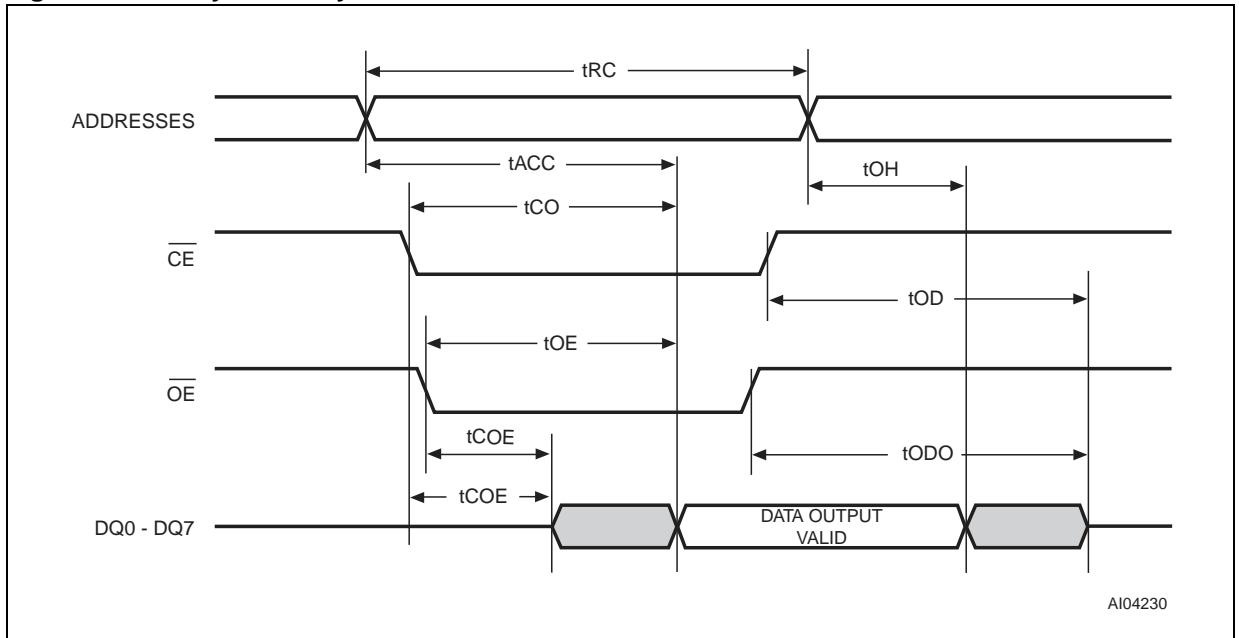 tRC
ADDRESSES
tACC
tOH
tCO
CE
tOD
tOE
OE
tCOE
tODO
tCOE
DQ0 - DQ7
DATA OUTPUT
VALID
AI04230